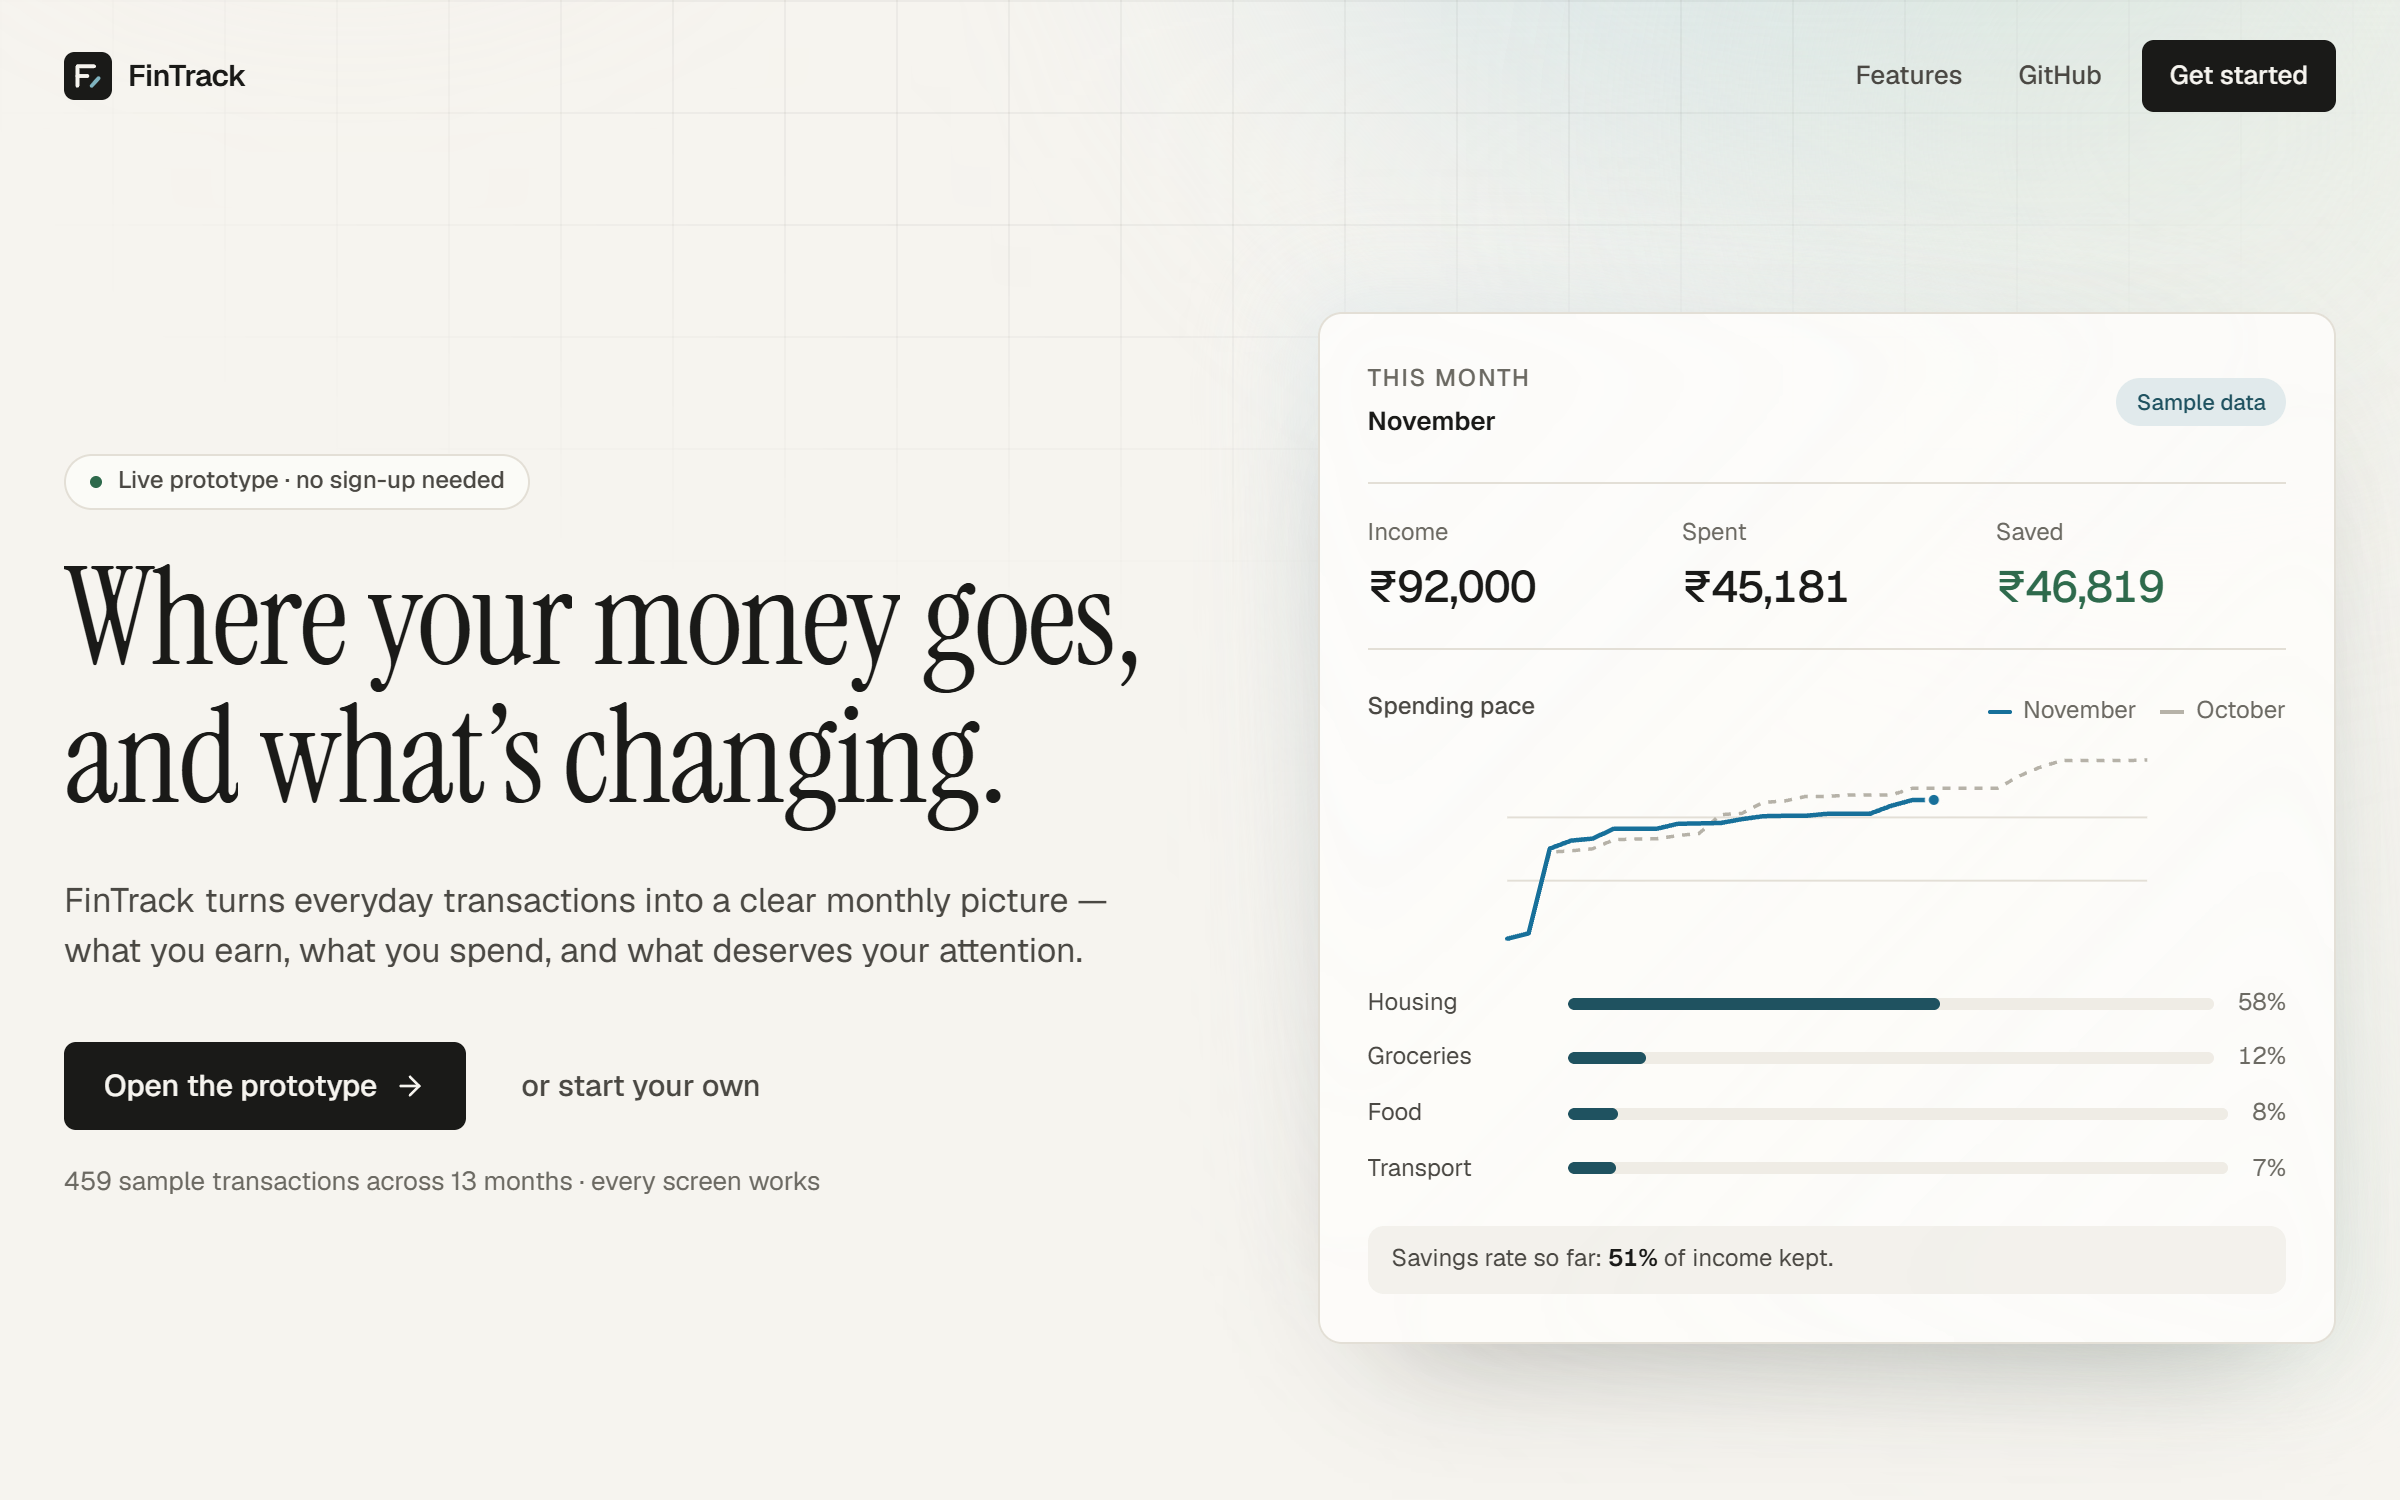 FinTrack
Features
GitHub
Get started
Live prototype · no sign-up needed
Where your money goes,
and what’s changing.
FinTrack turns everyday transactions into a clear monthly picture —
what you earn, what you spend, and what deserves your attention.
Open the prototype →
or start your own
459 sample transactions across 13 months · every screen works
THIS MONTH
November
Sample data
Income
₹92,000
Spent
₹45,181
Saved
₹46,819
Spending pace
November
October
Housing 58%
Groceries 12%
Food 8%
Transport 7%
Savings rate so far: 51% of income kept.